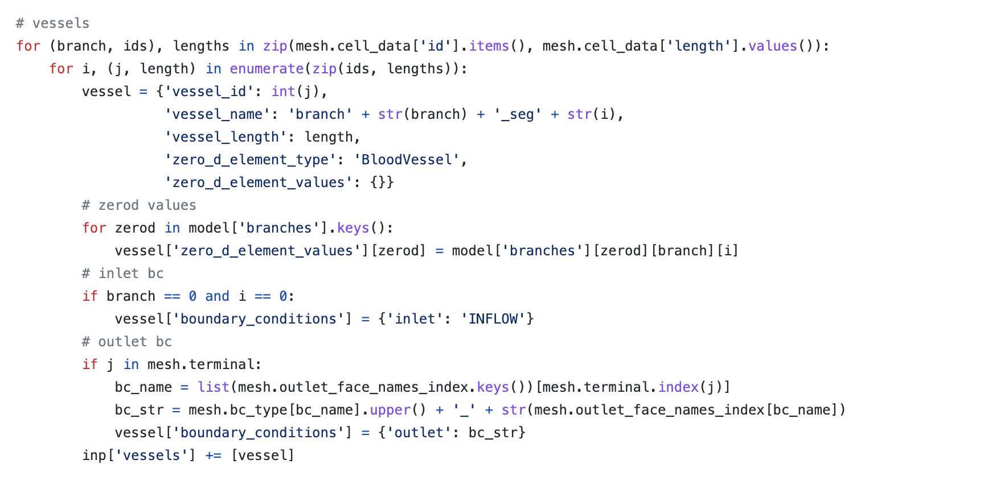 # vessels
for (branch, ids), lengths in zip(mesh.cell_data['id'].items(), mesh.cell_data['length'].values()):
    for i, (j, length) in enumerate(zip(ids, lengths)):
        vessel = {'vessel_id': int(j),
                  'vessel_name': 'branch' + str(branch) + '_seg' + str(i),
                  'vessel_length': length,
                  'zero_d_element_type': 'BloodVessel',
                  'zero_d_element_values': {}}
        # zerod values
        for zerod in model['branches'].keys():
            vessel['zero_d_element_values'][zerod] = model['branches'][zerod][branch][i]
        # inlet bc
        if branch == 0 and i == 0:
            vessel['boundary_conditions'] = {'inlet': 'INFLOW'}
        # outlet bc
        if j in mesh.terminal:
            bc_name = list(mesh.outlet_face_names_index.keys())[mesh.terminal.index(j)]
            bc_str = mesh.bc_type[bc_name].upper() + '_' + str(mesh.outlet_face_names_index[bc_name])
            vessel['boundary_conditions'] = {'outlet': bc_str}
        inp['vessels'] += [vessel]